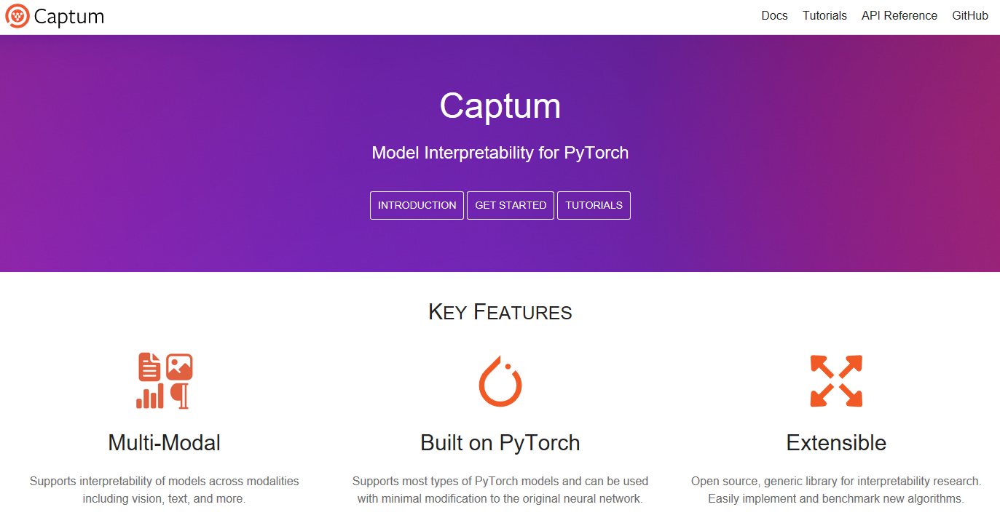 Captum
Docs Tutorials API Reference GitHub
Captum
Model Interpretability for PyTorch
INTRODUCTION GET STARTED TUTORIALS
KEY FEATURES
Multi-Modal
Supports interpretability of models across modalities
including vision, text, and more.
Built on PyTorch
Supports most types of PyTorch models and can be used
with minimal modification to the original neural network.
Extensible
Open source, generic library for interpretability research.
Easily implement and benchmark new algorithms.